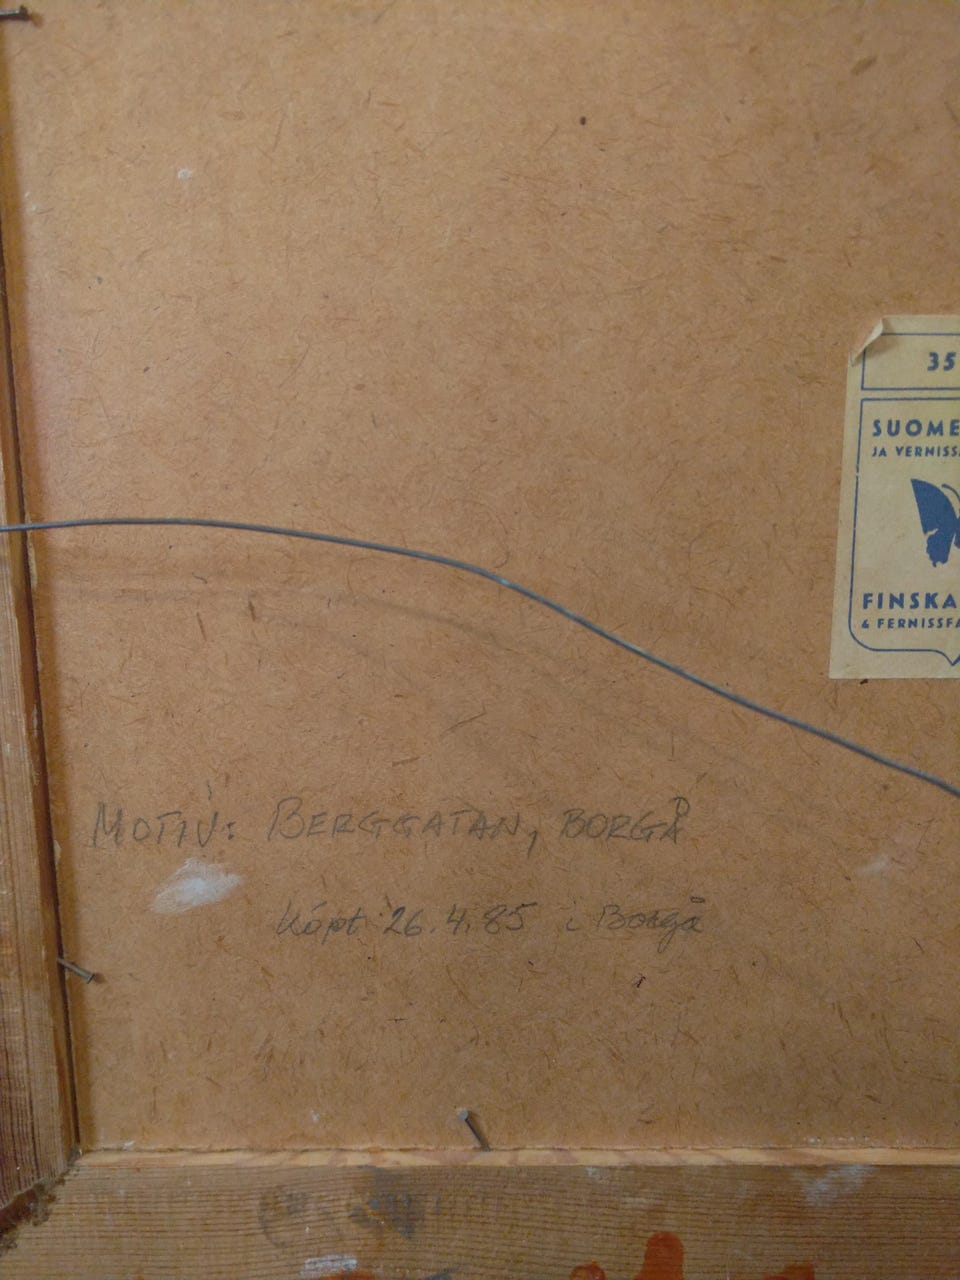 35
SUOME
JA VERNISS
FINSKA
& FERNISSFA
MOTIV: BERGGATAN, BORGÅ
Köpt 26.4.85 i Borgå